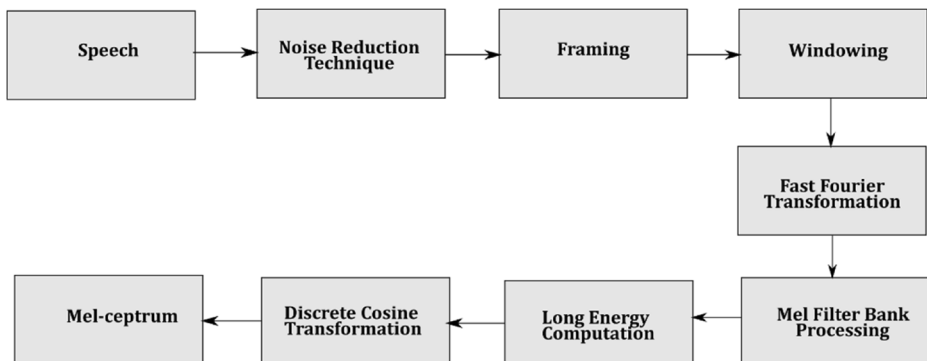 Speech
Noise Reduction
Technique
Framing
Windowing
Fast Fourier
Transformation
Mel Filter Bank
Processing
Long Energy
Computation
Discrete Cosine
Transformation
Mel-ceptrum